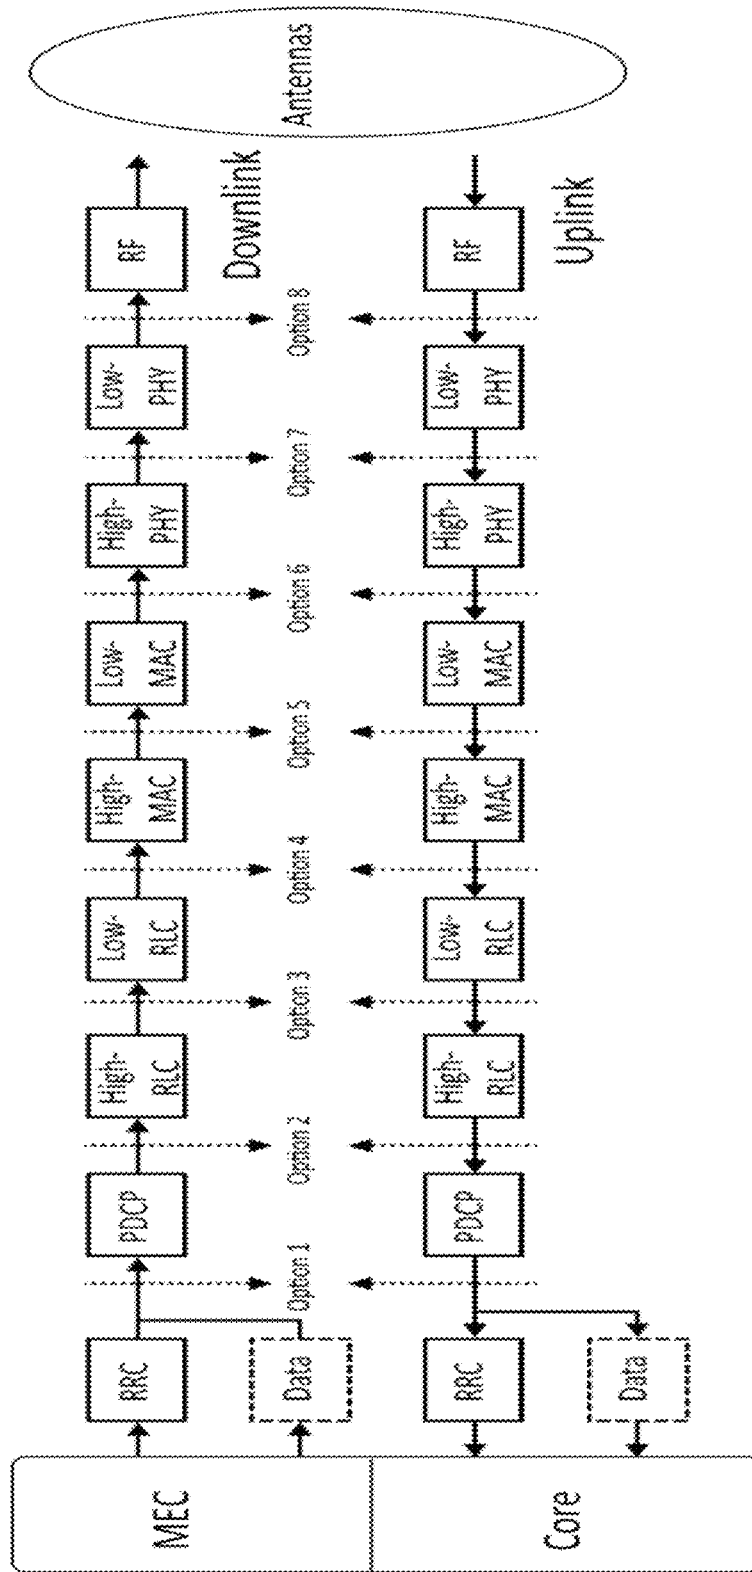 MEC
RRC
Data
PDCP
High-
RLC
Low-
RLC
High-
MAC
Low-
MAC
High-
PHY
Low-
PHY
RF
Downlink
Antennas
Option 1
Option 2
Option 3
Option 4
Option 5
Option 6
Option 7
Option 8
Core
RRC
Data
PDCP
High-
RLC
Low-
RLC
High-
MAC
Low-
MAC
High-
PHY
Low-
PHY
RF
Uplink